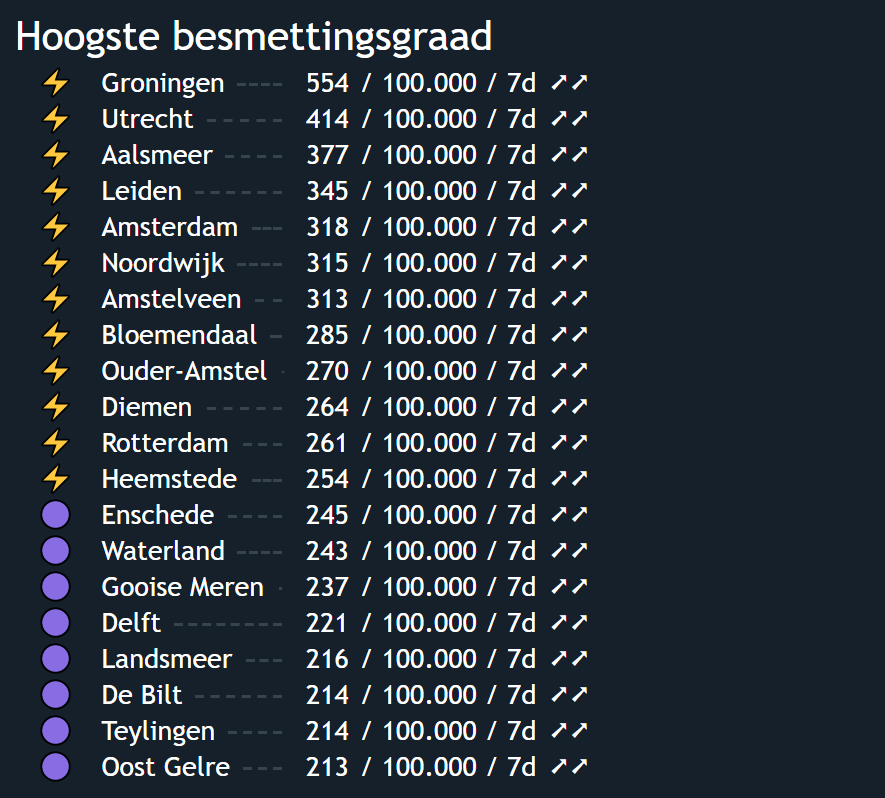 Hoogste besmettingsgraad
⚡ Groningen ---- 554 / 100.000 / 7d ➚➚
⚡ Utrecht ----- 414 / 100.000 / 7d ➚➚
⚡ Aalsmeer ---- 377 / 100.000 / 7d ➚➚
⚡ Leiden ------ 345 / 100.000 / 7d ➚➚
⚡ Amsterdam --- 318 / 100.000 / 7d ➚➚
⚡ Noordwijk ---- 315 / 100.000 / 7d ➚➚
⚡ Amstelveen -- 313 / 100.000 / 7d ➚➚
⚡ Bloemendaal - 285 / 100.000 / 7d ➚➚
⚡ Ouder-Amstel · 270 / 100.000 / 7d ➚➚
⚡ Diemen ----- 264 / 100.000 / 7d ➚➚
⚡ Rotterdam --- 261 / 100.000 / 7d ➚➚
⚡ Heemstede --- 254 / 100.000 / 7d ➚➚
🟣 Enschede ---- 245 / 100.000 / 7d ➚➚
🟣 Waterland ---- 243 / 100.000 / 7d ➚➚
🟣 Gooise Meren · 237 / 100.000 / 7d ➚➚
🟣 Delft -------- 221 / 100.000 / 7d ➚➚
🟣 Landsmeer --- 216 / 100.000 / 7d ➚➚
🟣 De Bilt ------ 214 / 100.000 / 7d ➚➚
🟣 Teylingen ---- 214 / 100.000 / 7d ➚➚
🟣 Oost Gelre --- 213 / 100.000 / 7d ➚➚